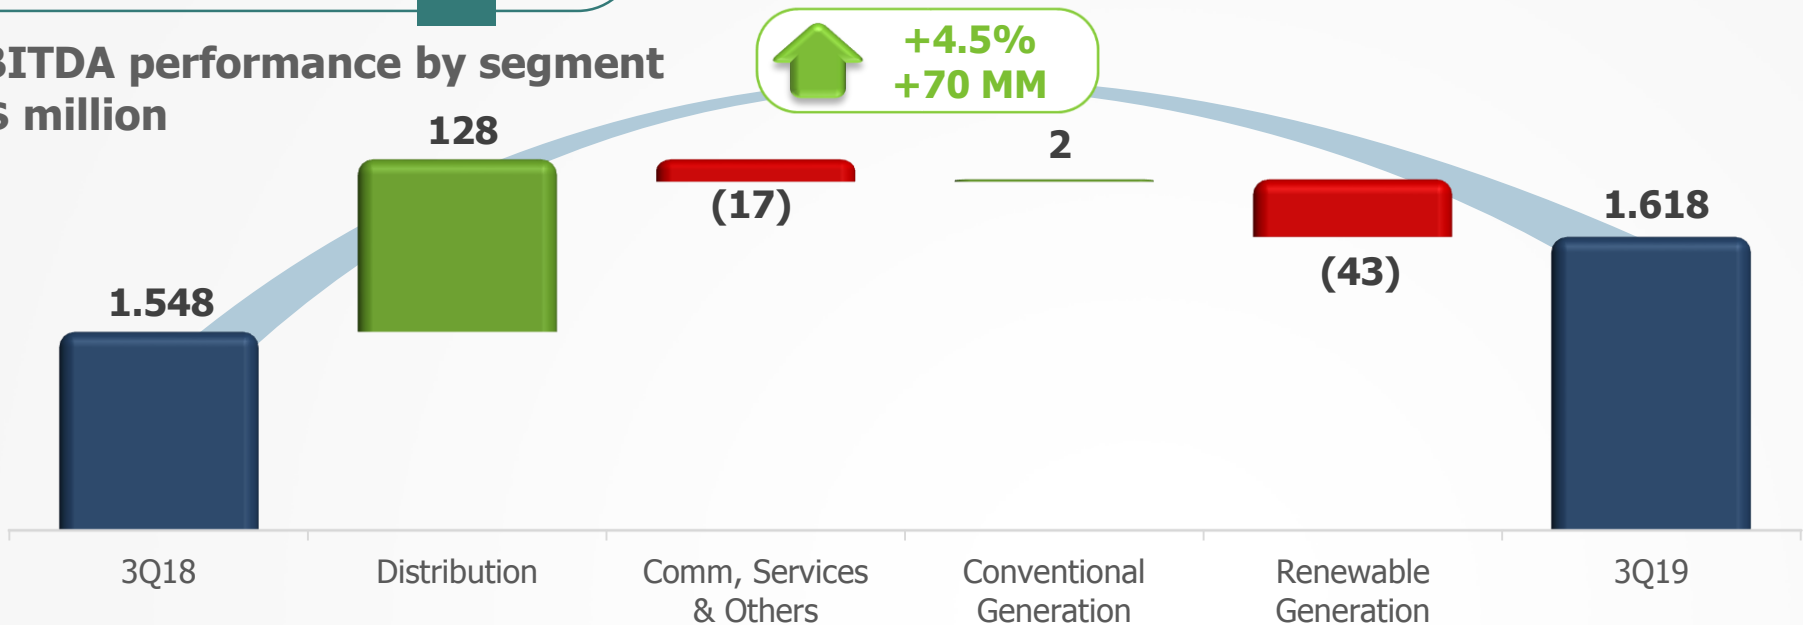 BITDA performance by segment
$ million
+4.5%
+70 MM
1.548
128
(17)
2
(43)
1.618
3Q18
Distribution
Comm, Services
& Others
Conventional
Generation
Renewable
Generation
3Q19